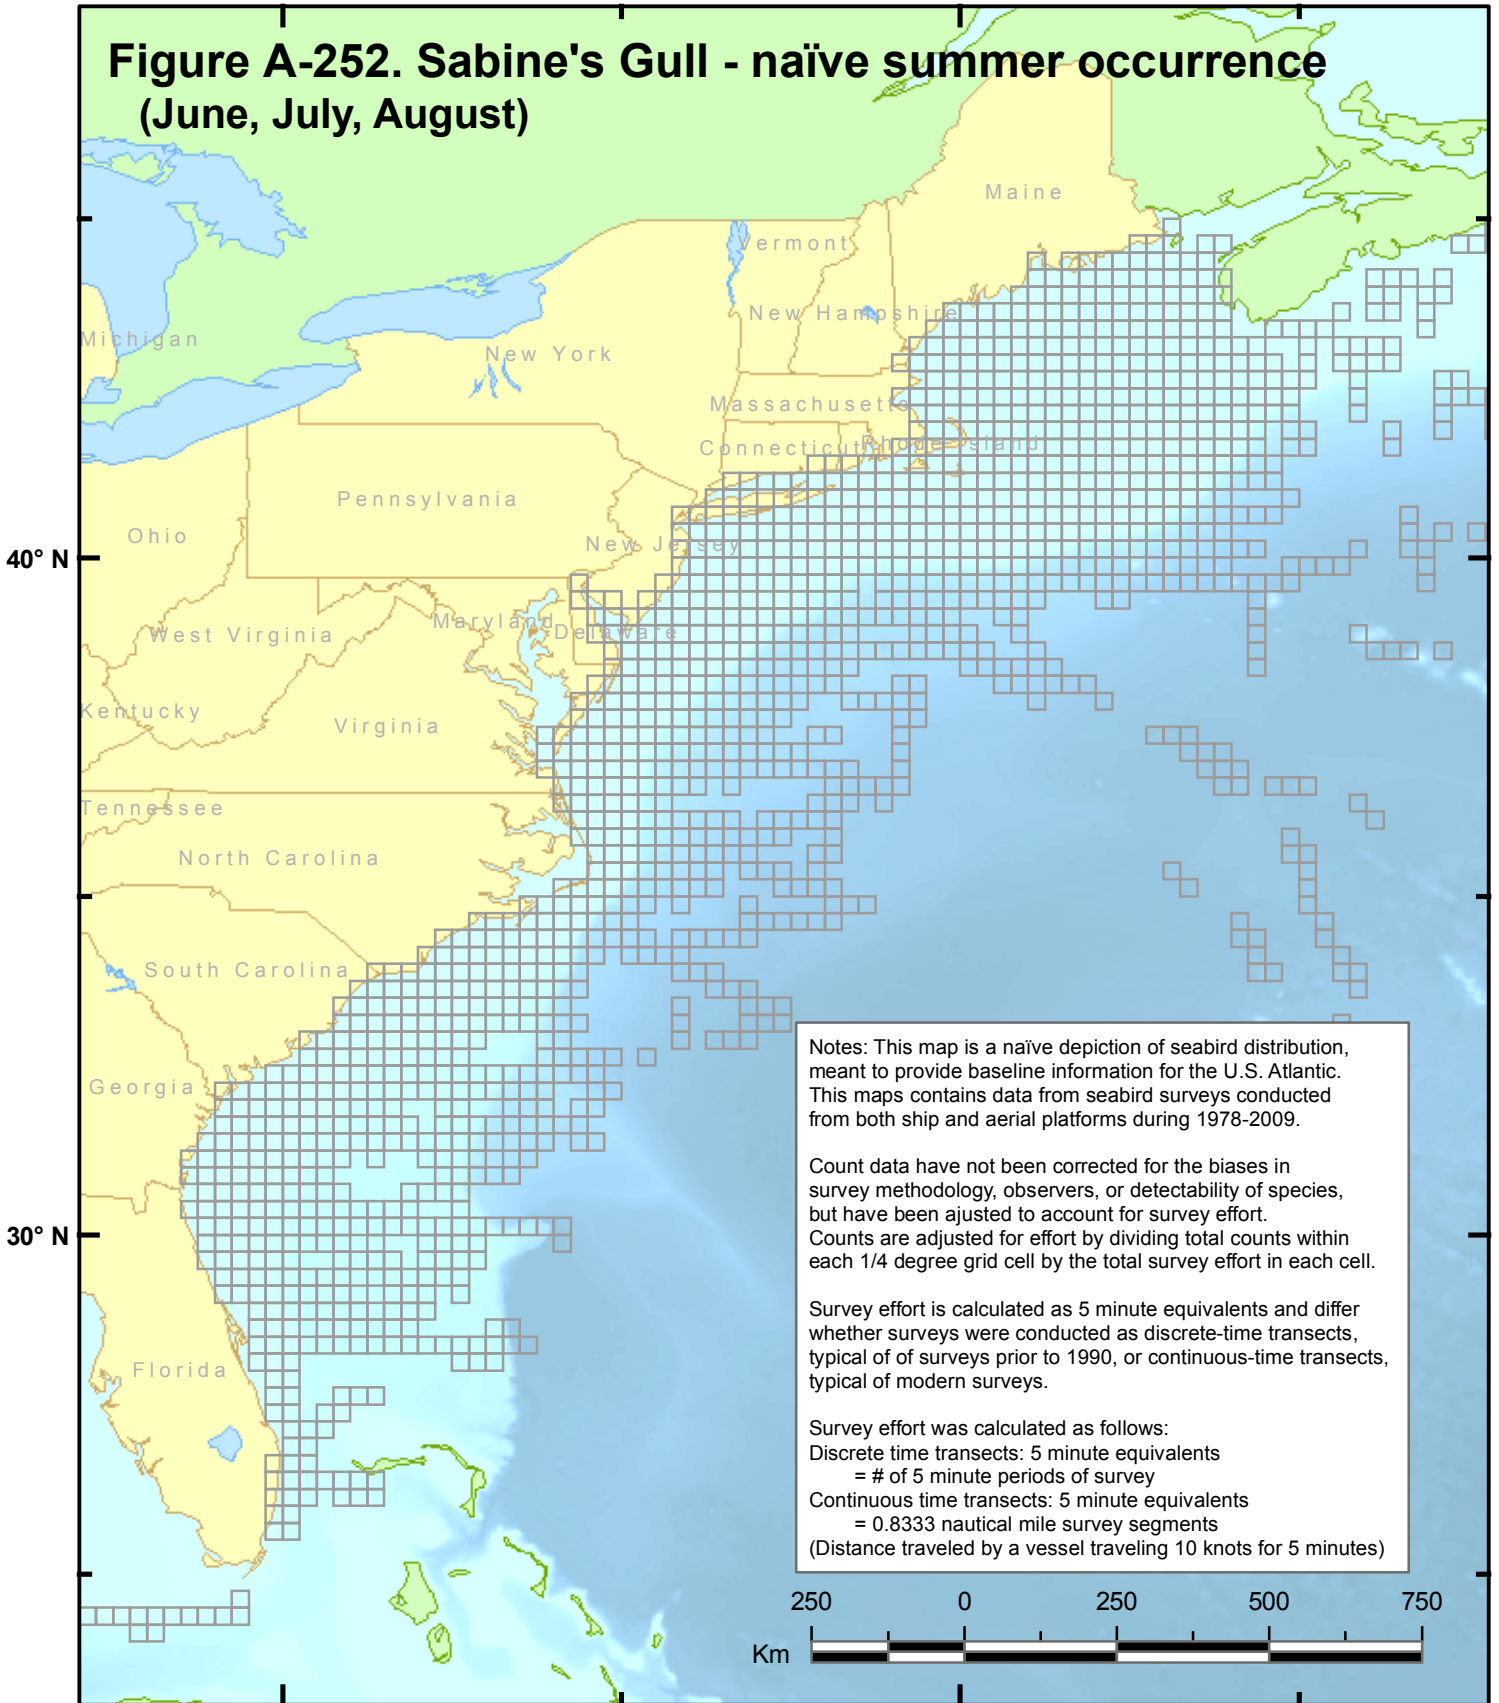 Figure A-252. Sabine's Gull - naïve summer occurrence
(June, July, August)
Maine
Vermont
New Hampshire
Michigan
New York
Massachusetts
Connecticut
Rhode Island
Pennsylvania
Ohio
New Jersey
40° N
Maryland
Delaware
West Virginia
Kentucky
Virginia
Tennessee
North Carolina
South Carolina
Georgia
30° N
Florida
Notes: This map is a naïve depiction of seabird distribution,
meant to provide baseline information for the U.S. Atlantic.
This maps contains data from seabird surveys conducted
from both ship and aerial platforms during 1978-2009.
Count data have not been corrected for the biases in
survey methodology, observers, or detectability of species,
but have been ajusted to account for survey effort.
Counts are adjusted for effort by dividing total counts within
each 1/4 degree grid cell by the total survey effort in each cell.
Survey effort is calculated as 5 minute equivalents and differ
whether surveys were conducted as discrete-time transects,
typical of of surveys prior to 1990, or continuous-time transects,
typical of modern surveys.
Survey effort was calculated as follows:
Discrete time transects: 5 minute equivalents
= # of 5 minute periods of survey
Continuous time transects: 5 minute equivalents
= 0.8333 nautical mile survey segments
(Distance traveled by a vessel traveling 10 knots for 5 minutes)
250 0 250 500 750
Km